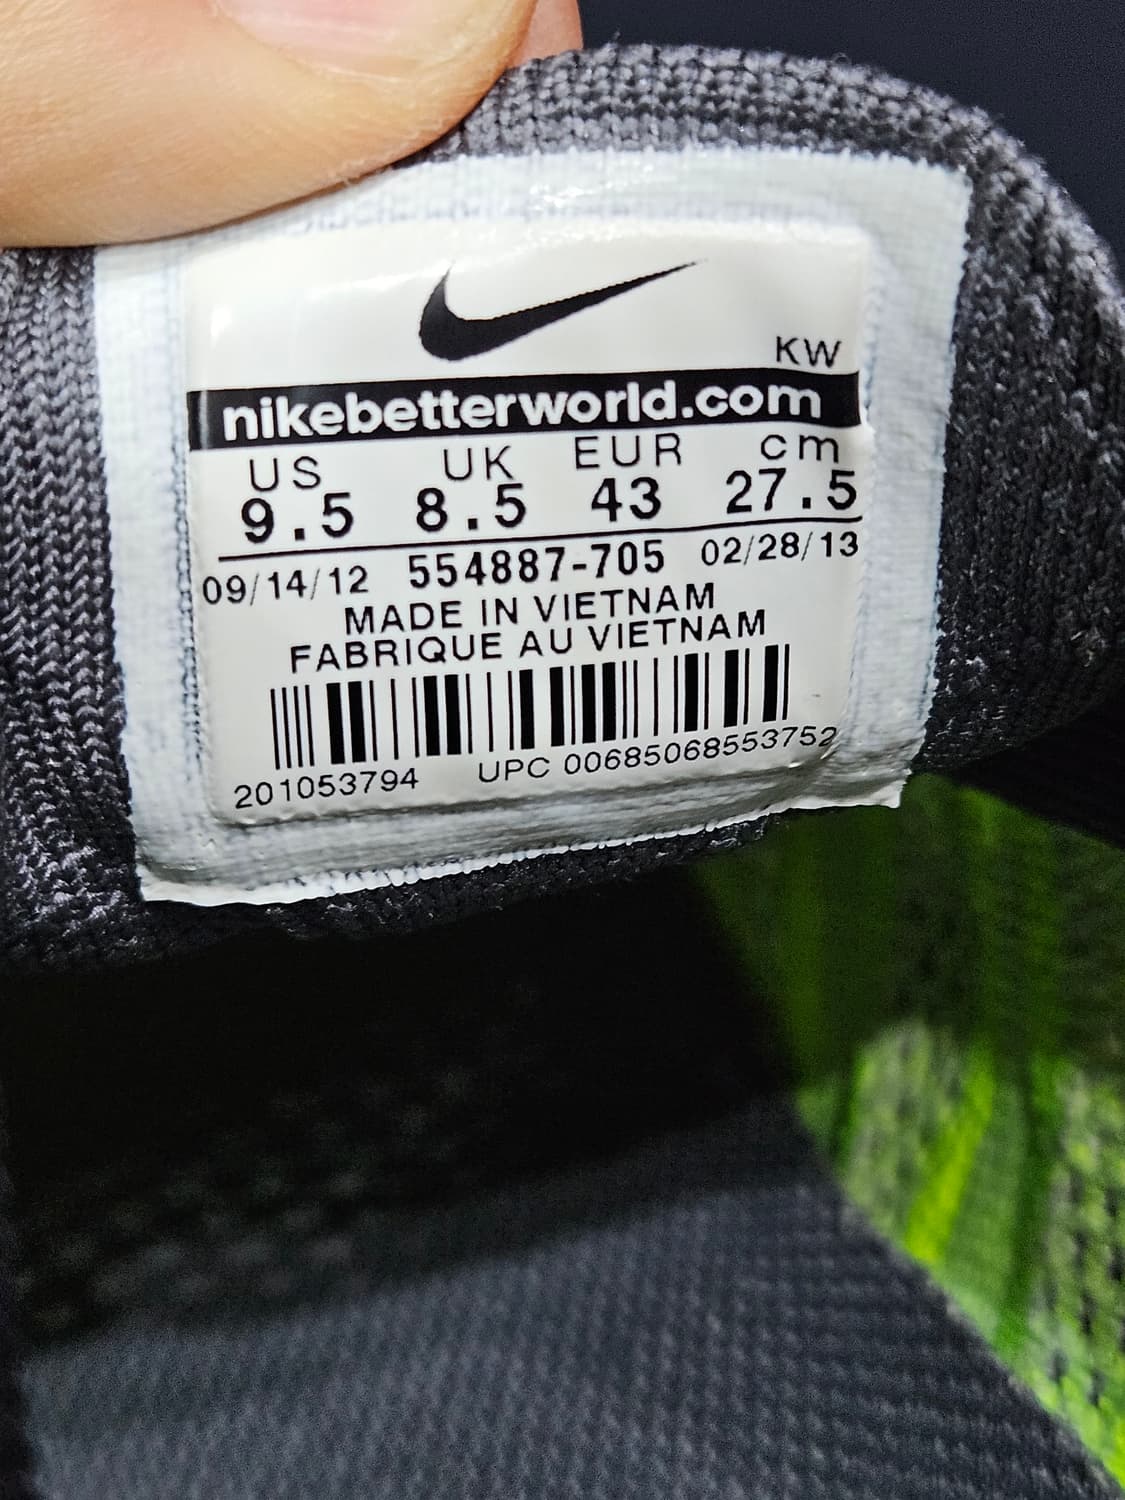 KW
nikebetterworld.com
US UK EUR cm
9.5 8.5 43 27.5
09/14/12 554887-705 02/28/13
MADE IN VIETNAM
FABRIQUE AU VIETNAM
201053794 UPC 00685068553752